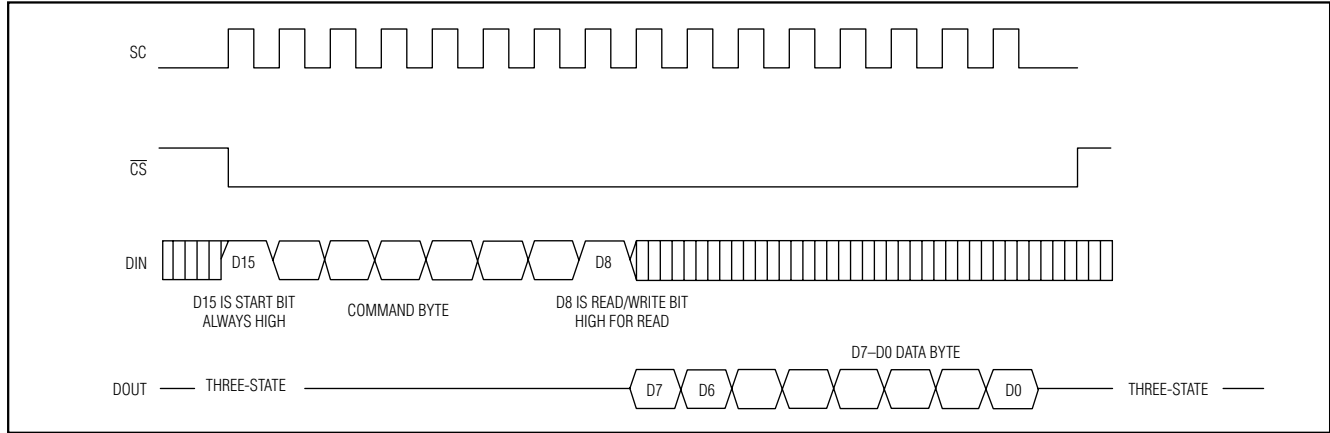 SC
CS
DIN
D15
D8
D15 IS START BIT
ALWAYS HIGH
COMMAND BYTE
D8 IS READ/WRITE BIT
HIGH FOR READ
D7–D0 DATA BYTE
DOUT
THREE-STATE
D7
D6
D0
THREE-STATE